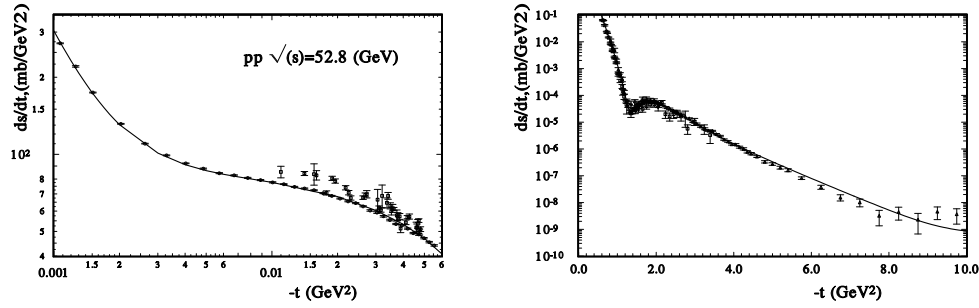 ds/dt,(mb/GeV2)
3
2
1.5
10²
9
8
7
6
5
4
pp √(s)=52.8 (GeV)
0.001 1.5 2 3 4 5 6 0.01 1.5 2 3 4 5 6
-t (GeV²)
ds/dt,(mb/GeV2)
10⁻¹
10⁻²
10⁻³
10⁻⁴
10⁻⁵
10⁻⁶
10⁻⁷
10⁻⁸
10⁻⁹
10⁻¹⁰
0.0 2.0 4.0 6.0 8.0 10.0
-t (GeV²)